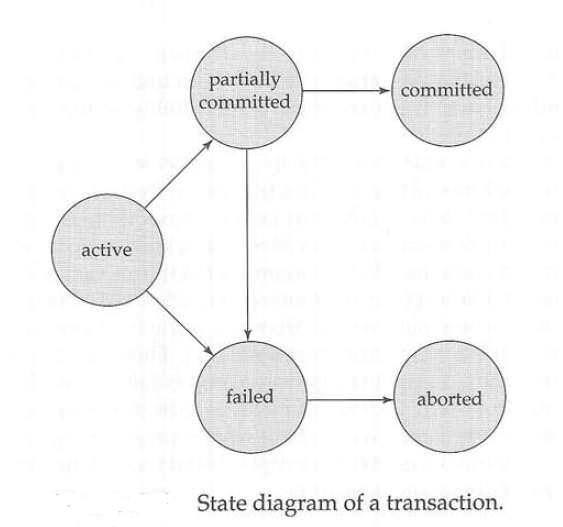 partially
committed
committed
active
failed
aborted
State diagram of a transaction.